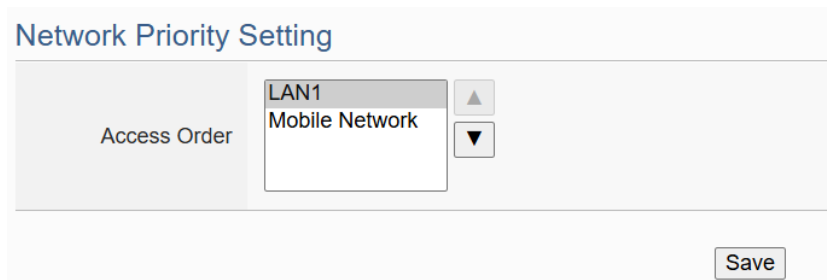 Network Priority Setting
LAN1
Mobile Network
Access Order
▲
▼
Save